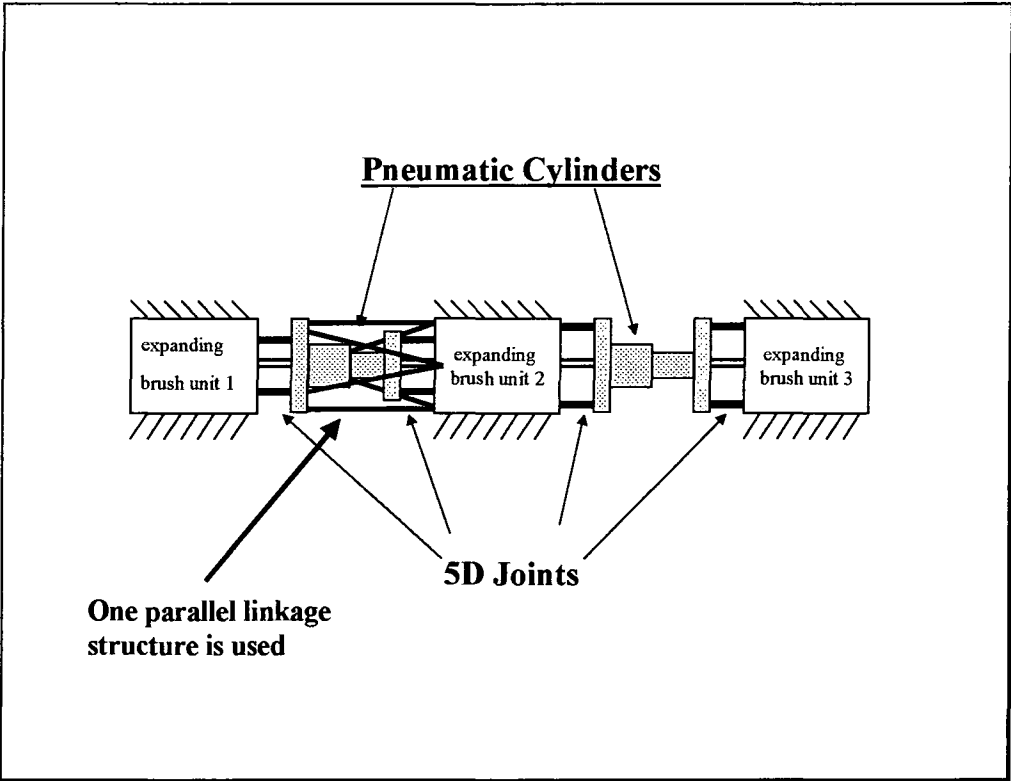 Pneumatic Cylinders
expanding
brush unit 1
expanding
brush unit 2
expanding
brush unit 3
5D Joints
One parallel linkage
structure is used